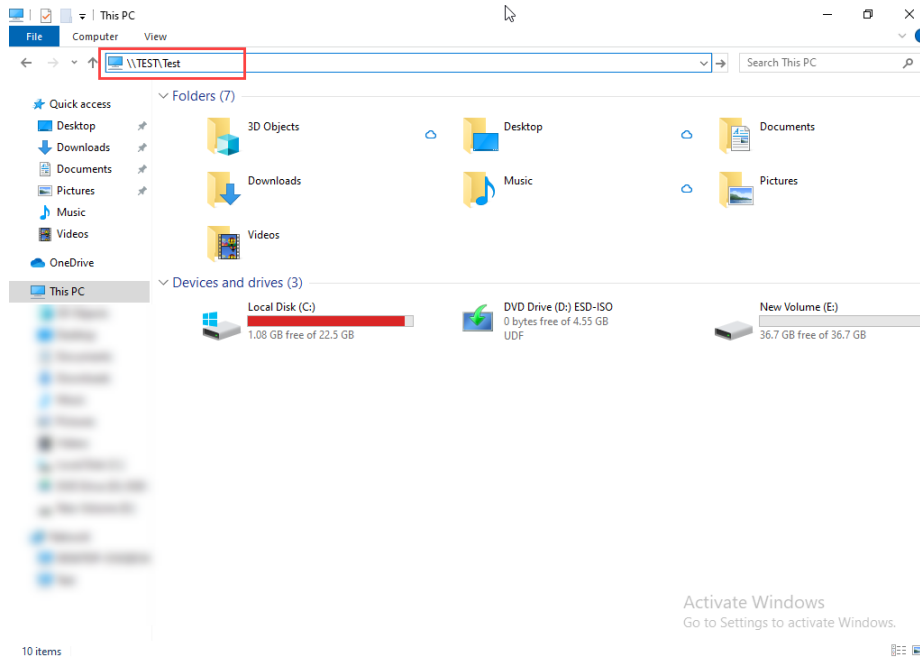 This PC
File Computer View
\\TEST\Test
Search This PC
Quick access
Desktop
Downloads
Documents
Pictures
Music
Videos
OneDrive
This PC
Folders (7)
3D Objects
Desktop
Documents
Downloads
Music
Pictures
Videos
Devices and drives (3)
Local Disk (C:)
1.08 GB free of 22.5 GB
DVD Drive (D:) ESD-ISO
0 bytes free of 4.55 GB
UDF
New Volume (E:)
36.7 GB free of 36.7 GB
Activate Windows
Go to Settings to activate Windows.
10 items